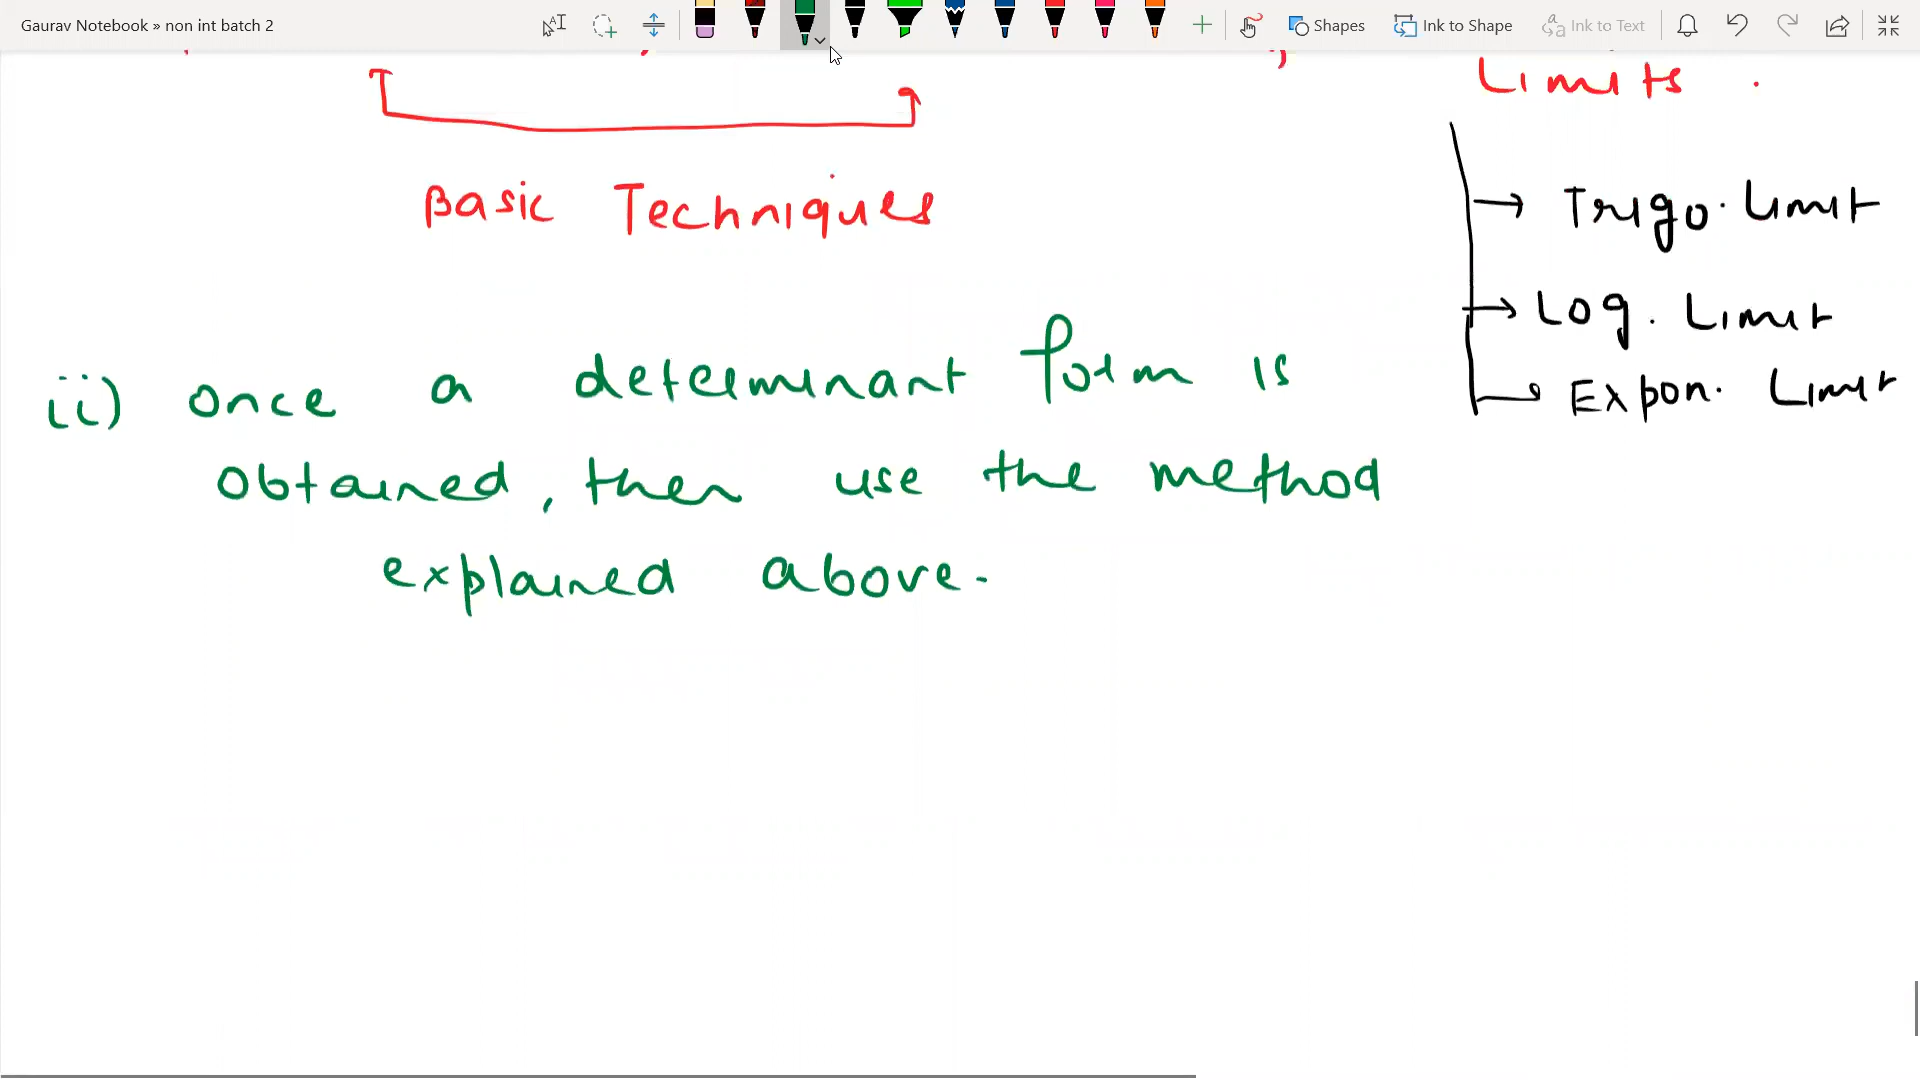 Gaurav Notebook » non int batch 2
Shapes
Ink to Shape
Ink to Text
Limits .
Basic Techniques
→ Trigo. Limit
→ Log. Limit
Expon. Limit
ii) once a determinant form is
obtained, then use the method
explained above.